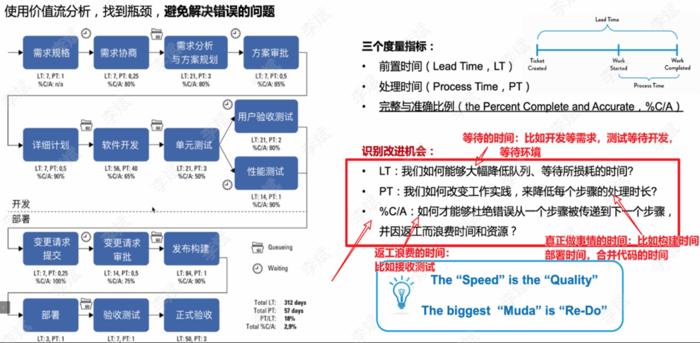 使用价值流分析，找到瓶颈，避免解决错误的问题
需求规格
LT: 7, PT: 1
%C/A: n/a
需求协商
LT: 7, PT: 0,25
%C/A: 80%
需求分析
与方案规划
LT: 21, PT: 3
%C/A: 80%
方案审批
LT: 7, PT: 0,5
%C/A: 85%
详细计划
LT: 7, PT: 0,5
%C/A: 90%
软件开发
LT: 56, PT: 40
%C/A: 65%
单元测试
LT: 21, PT: 3
%C/A: 50%
用户验收测试
LT: 21, PT: 2
%C/A: 80%
性能测试
LT: 14, PT: 1
%C/A: 90%
开发
部署
变更请求
提交
LT: 7, PT: 0,25
%C/A: 100%
变更请求
审批
LT: 14, PT: 0,5
%C/A: 75%
发布构建
LT: 84, PT: 1
%C/A: 90%
Queueing
Waiting
部署
LT: 3, PT: 1
验收测试
LT: 7, PT: 1
正式验收
LT: 50, PT: 3
Total LT: 312 days
Total PT: 57 days
PT/LT: 18%
Total %C/A: 2,9%
三个度量指标：
• 前置时间（Lead Time，LT）
• 处理时间（Process Time，PT）
• 完整与准确比例（the Percent Complete and Accurate，%C/A）
Lead Time
Ticket
Created
Work
Started
Work
Completed
Process Time
识别改进机会：
等待的时间：比如开发等需求，测试等待开发，
等待环境
• LT：我们如何能够大幅降低队列、等待所损耗的时间？
• PT：我们如何改变工作实践，来降低每个步骤的处理时长？
• %C/A：如何才能够杜绝错误从一个步骤被传递到下一个步骤，
并因返工而浪费时间和资源？
真正做事情的时间：比如构建时间
部署时间，合并代码的时间
返工浪费的时间：
比如接收测试
The “Speed” is the “Quality”
The biggest “Muda” is “Re-Do”